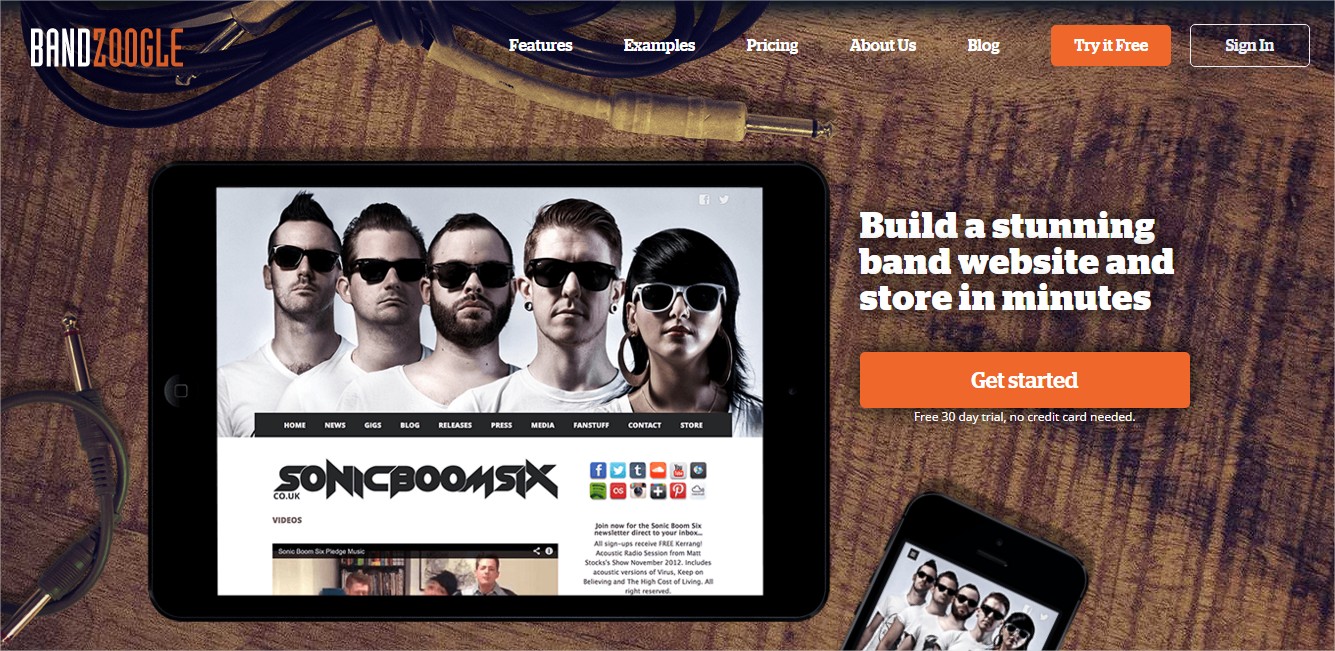 BANDZOOGLE
Features Examples Pricing About Us Blog Try it Free Sign In
Build a stunning
band website and
store in minutes
Get started
Free 30 day trial, no credit card needed.
HOME NEWS GIGS BLOG RELEASES PRESS MEDIA FANSTUFF CONTACT STORE
SONICBOOMSIX
CO.UK
VIDEOS
Sonic Boom Six Pledge Music
Join now for the Sonic Boom Six
newsletter direct to your inbox...
All sign-ups receive FREE Kerrang!
Acoustic Radio Session from Matt
Stocks's Show November 2012. Includes
acoustic versions of Virus, Keep on
Believing and The High Cost of Living. All
right reserved.